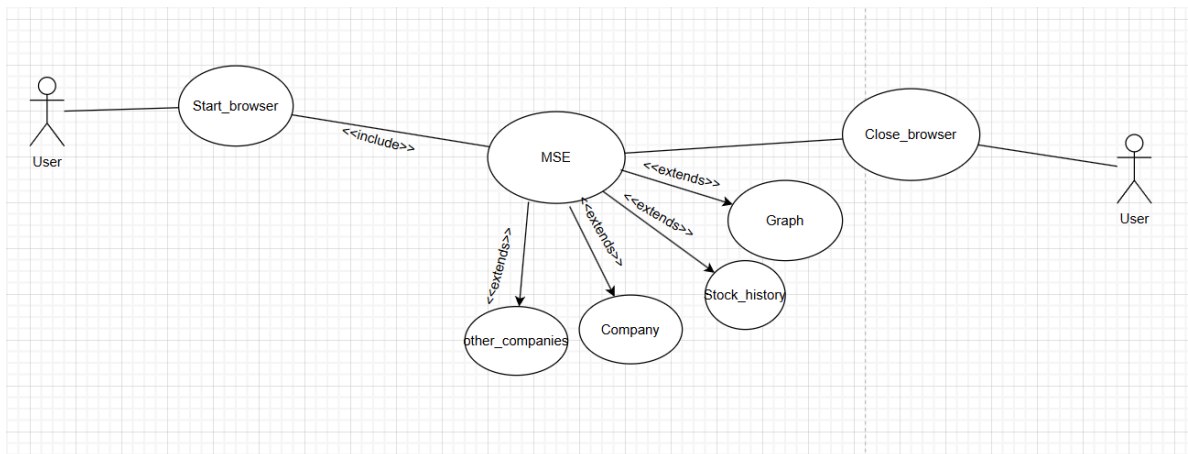 Start_browser
<<include>>
User
MSE
Close_browser
User
<<extends>>
Graph
<<extends>>
Stock_history
<<extends>>
Company
<<extends>>
other_companies